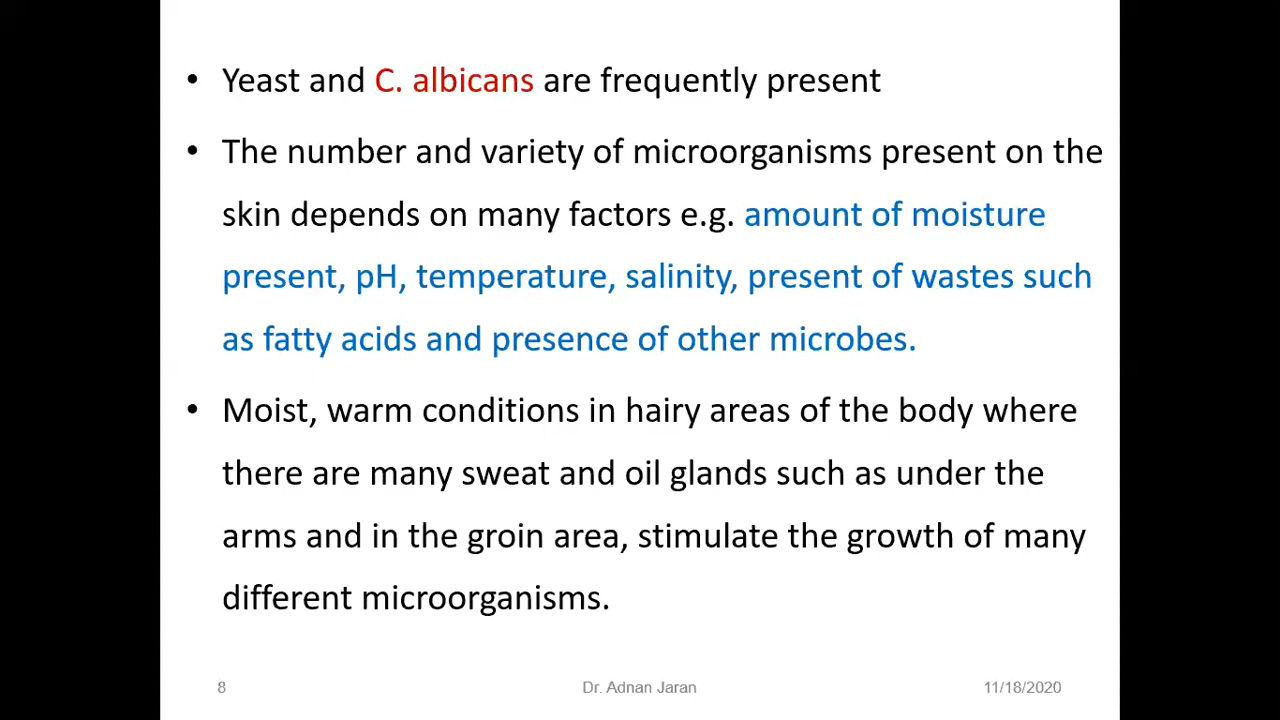 • Yeast and C. albicans are frequently present
• The number and variety of microorganisms present on the
skin depends on many factors e.g. amount of moisture
present, pH, temperature, salinity, present of wastes such
as fatty acids and presence of other microbes.
• Moist, warm conditions in hairy areas of the body where
there are many sweat and oil glands such as under the
arms and in the groin area, stimulate the growth of many
different microorganisms.
8 Dr. Adnan Jaran 11/18/2020